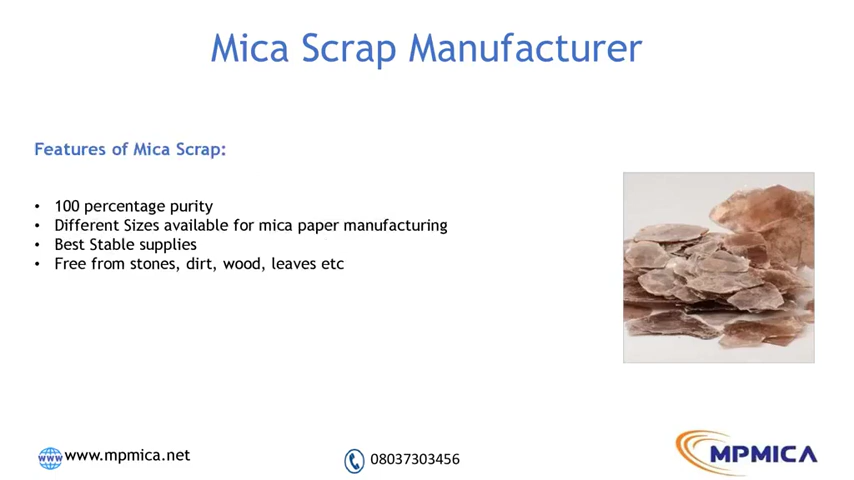 Mica Scrap Manufacturer
Features of Mica Scrap:
• 100 percentage purity
• Different Sizes available for mica paper manufacturing
• Best Stable supplies
• Free from stones, dirt, wood, leaves etc
www www.mpmica.net
08037303456
MPMICA